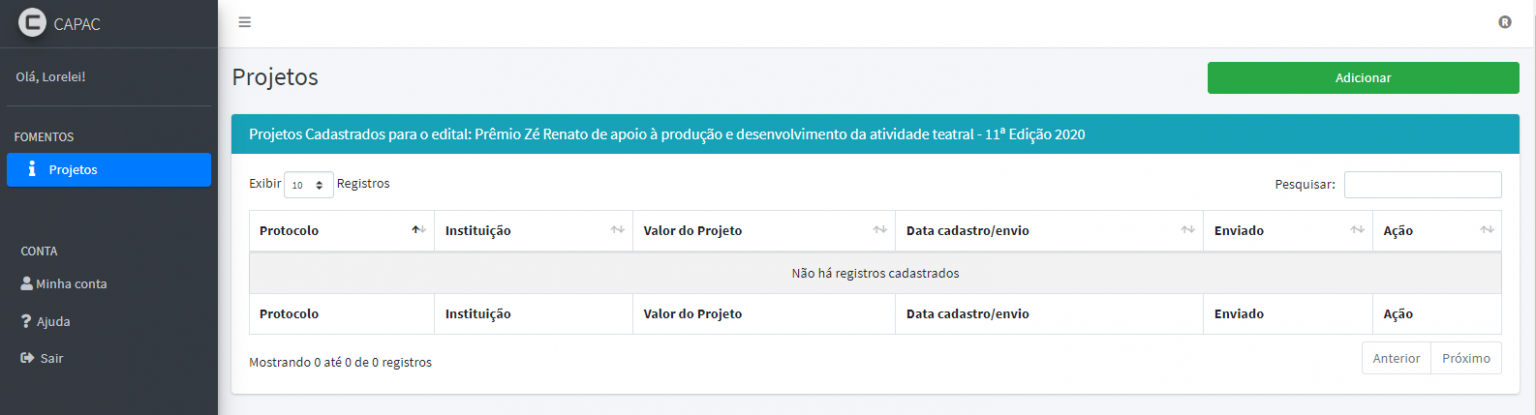 CAPAC
Olá, Lorelei!
FOMENTOS
Projetos
CONTA
Minha conta
Ajuda
Sair
Projetos
Adicionar
Projetos Cadastrados para o edital: Prêmio Zé Renato de apoio à produção e desenvolvimento da atividade teatral - 11ª Edição 2020
Exibir 10 Registros
Pesquisar:
Protocolo Instituição Valor do Projeto Data cadastro/envio Enviado Ação
Não há registros cadastrados
Protocolo Instituição Valor do Projeto Data cadastro/envio Enviado Ação
Mostrando 0 até 0 de 0 registros
Anterior Próximo